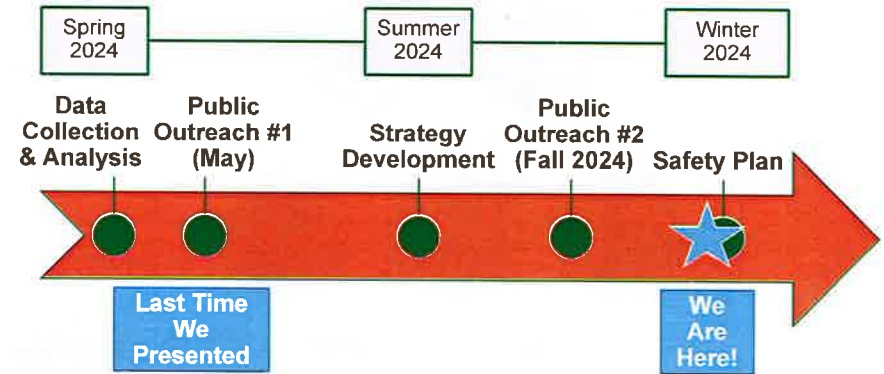 Spring
2024
Summer
2024
Winter
2024
Data
Collection
& Analysis
Public
Outreach #1
(May)
Strategy
Development
Public
Outreach #2
(Fall 2024)
Safety Plan
Last Time
We
Presented
We
Are
Here!